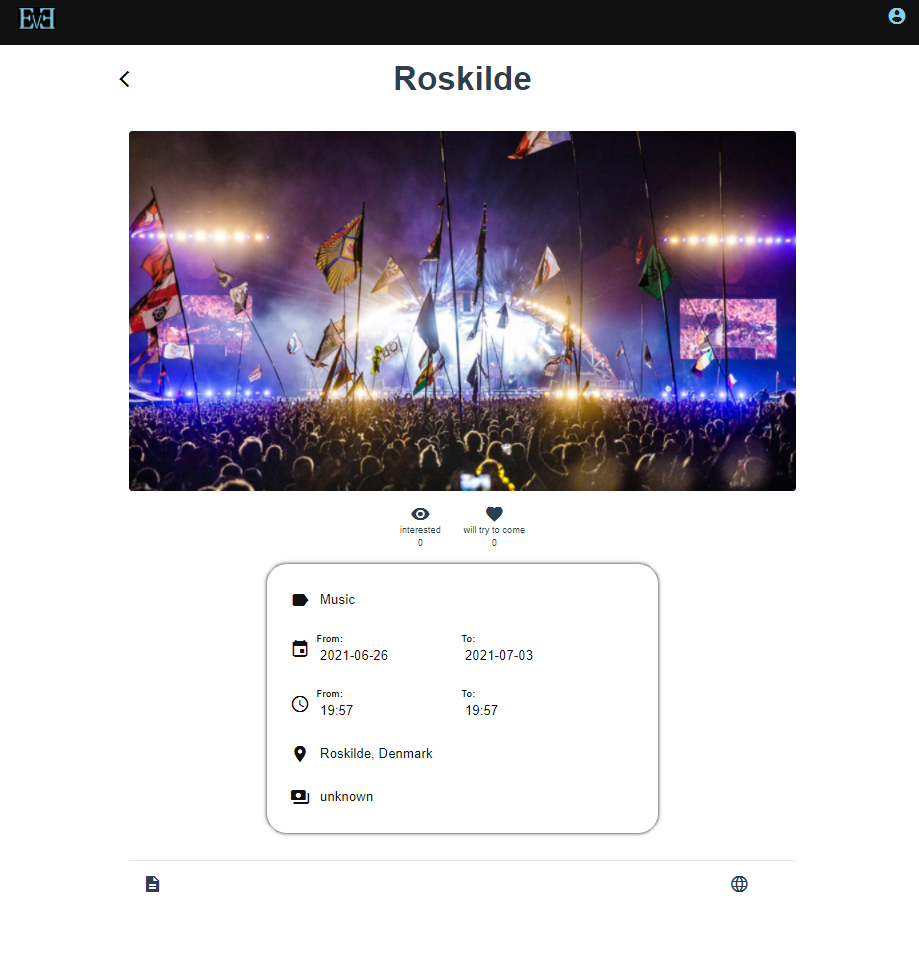 EvE
Roskilde
interested
0
will try to come
0
Music
From:
2021-06-26
To:
2021-07-03
From:
19:57
To:
19:57
Roskilde, Denmark
unknown